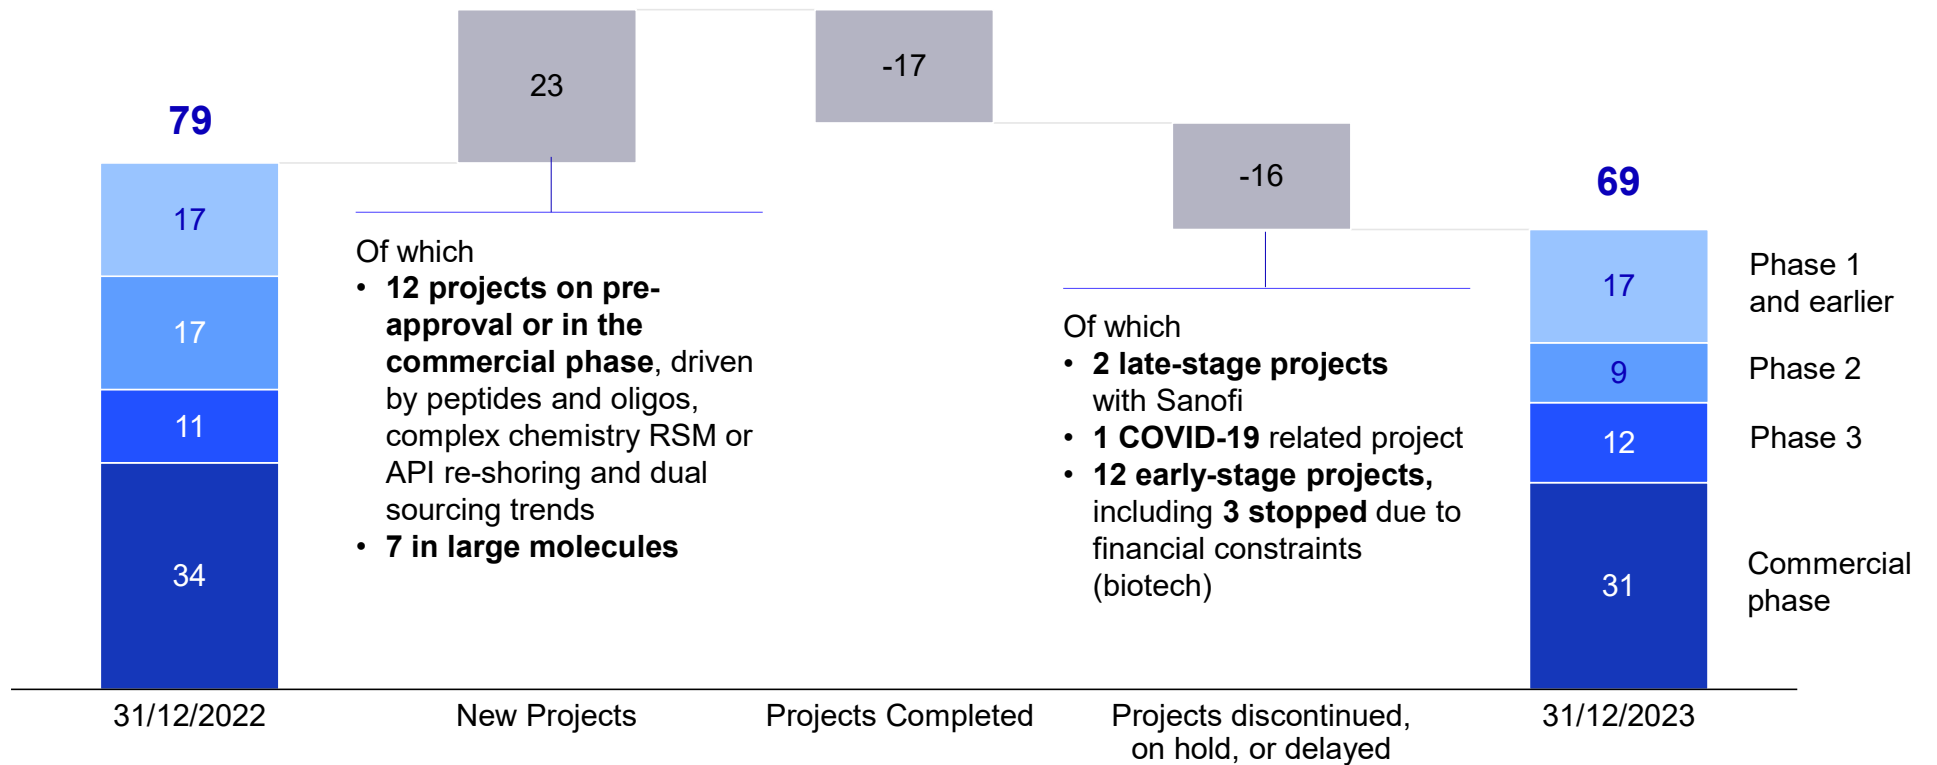 79
17
17
11
34
31/12/2022
23
Of which
• 12 projects on pre-
approval or in the
commercial phase, driven
by peptides and oligos,
complex chemistry RSM or
API re-shoring and dual
sourcing trends
• 7 in large molecules
New Projects
-17
Projects Completed
-16
Of which
• 2 late-stage projects
with Sanofi
• 1 COVID-19 related project
• 12 early-stage projects,
including 3 stopped due to
financial constraints
(biotech)
Projects discontinued,
on hold, or delayed
69
17
9
12
31
31/12/2023
Phase 1
and earlier
Phase 2
Phase 3
Commercial
phase